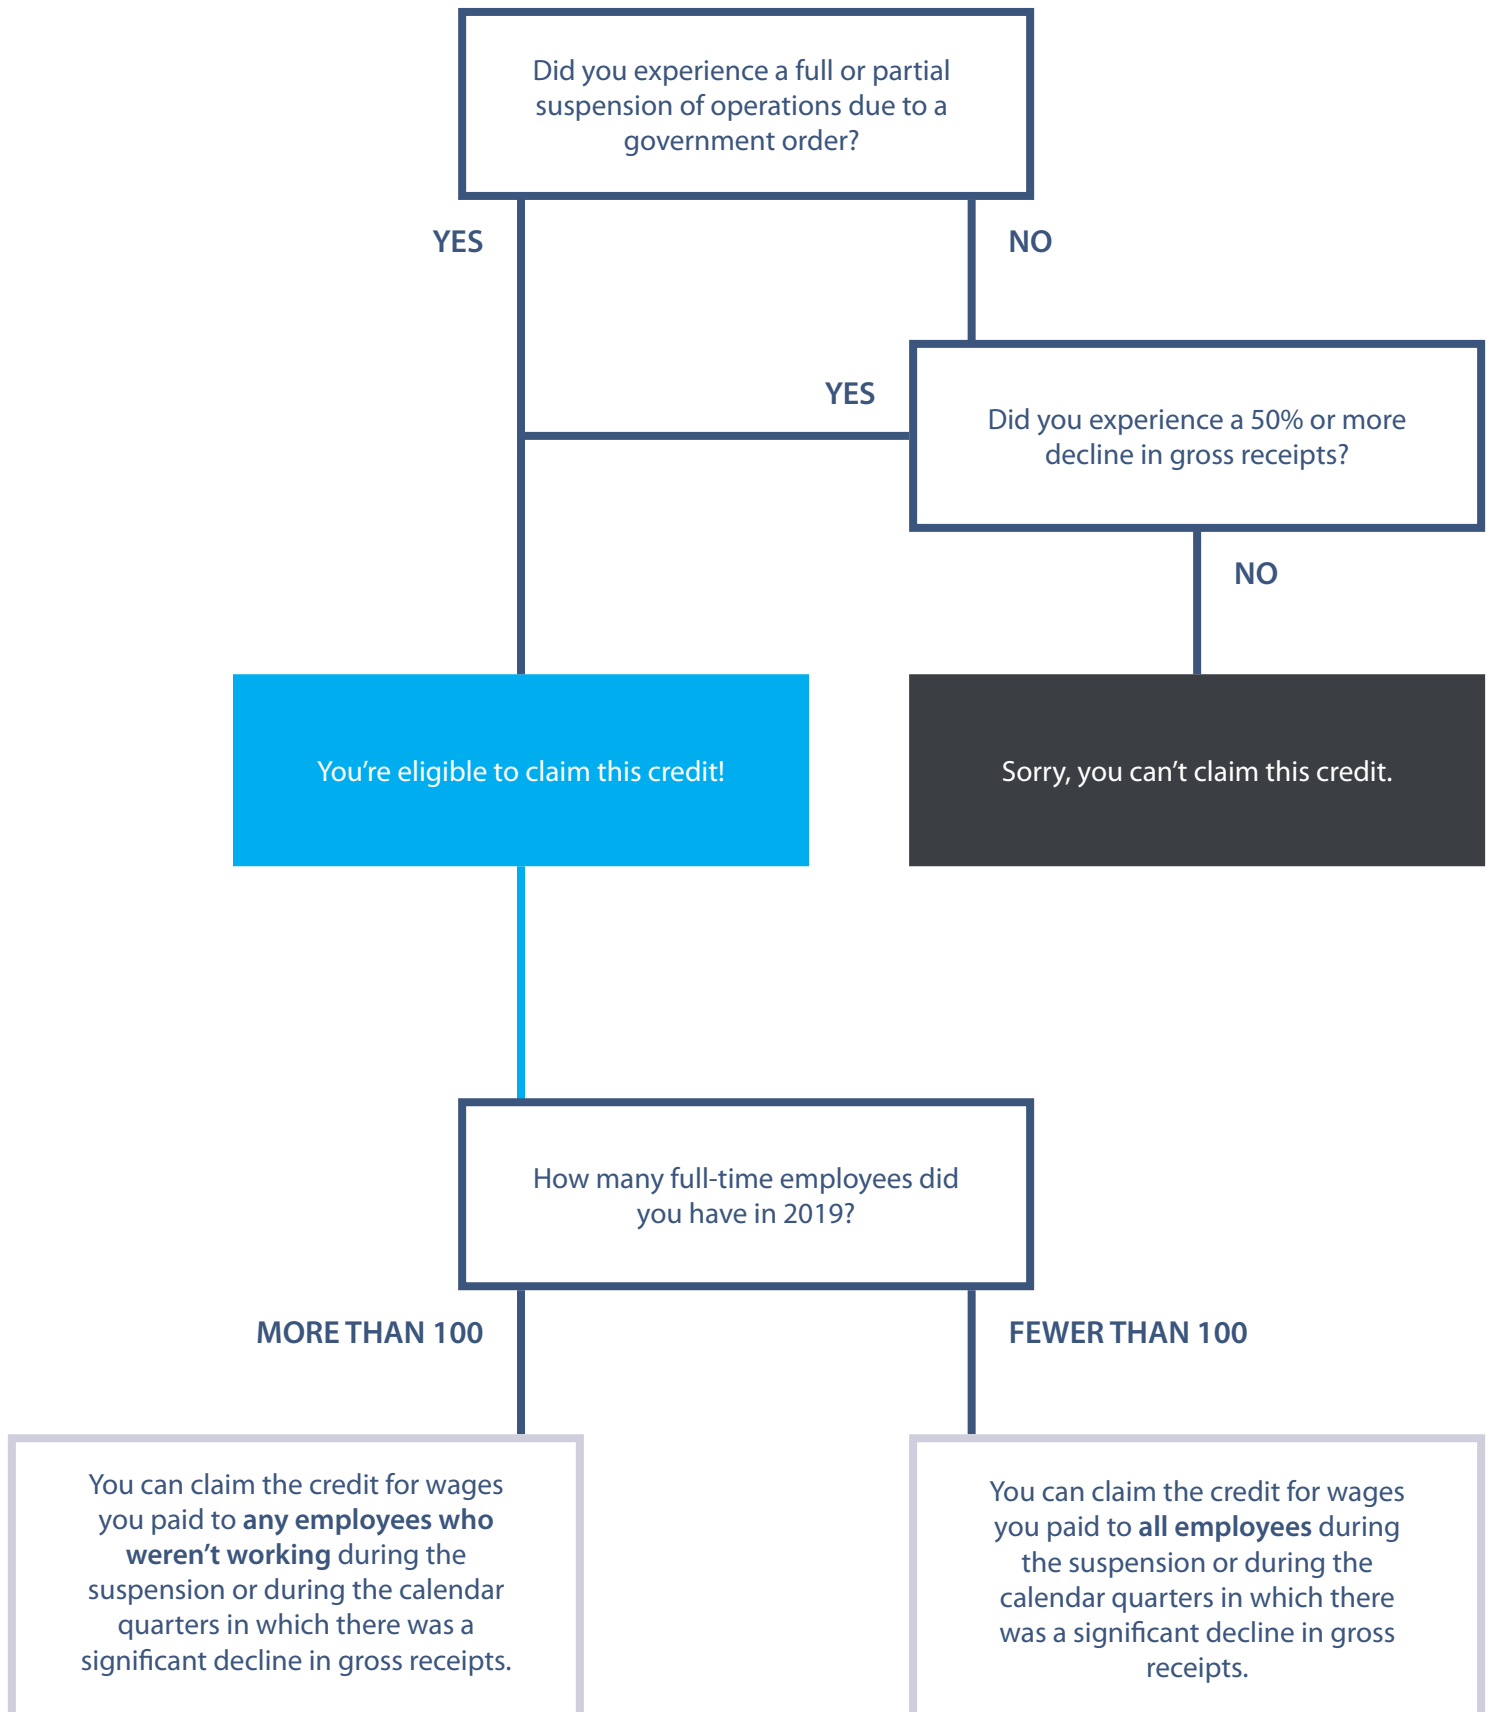 Did you experience a full or partial
suspension of operations due to a
government order?
YES
NO
YES
Did you experience a 50% or more
decline in gross receipts?
NO
You’re eligible to claim this credit!
Sorry, you can’t claim this credit.
How many full-time employees did
you have in 2019?
MORE THAN 100
FEWER THAN 100
You can claim the credit for wages
you paid to any employees who
weren’t working during the
suspension or during the calendar
quarters in which there was a
significant decline in gross receipts.
You can claim the credit for wages
you paid to all employees during
the suspension or during the
calendar quarters in which there
was a significant decline in gross
receipts.